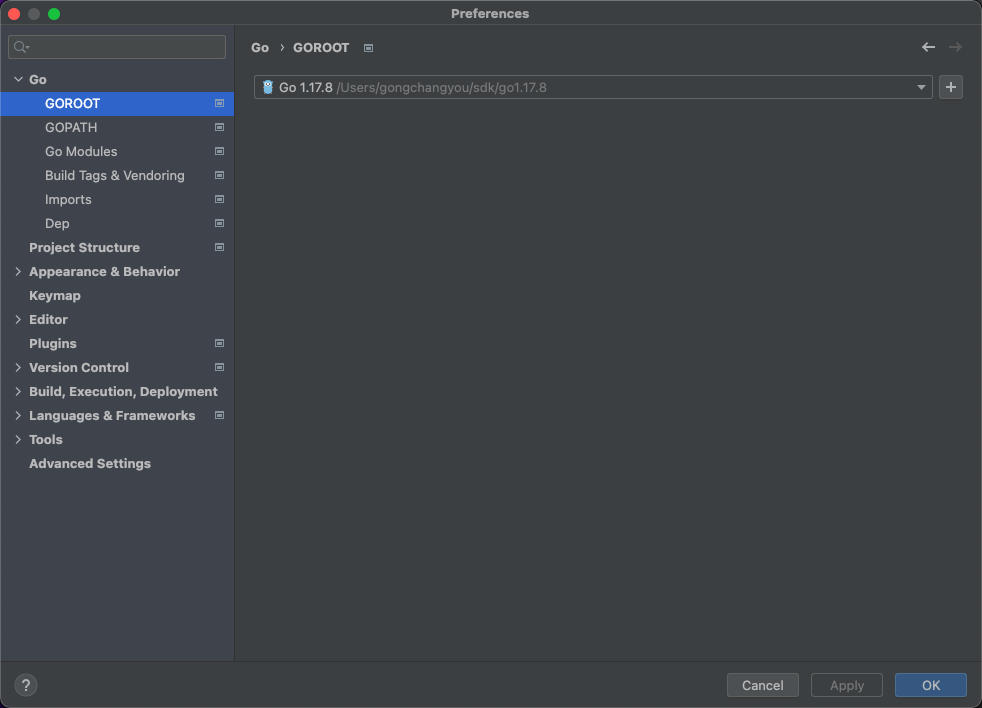 Preferences
Go
GOROOT
GOPATH
Go Modules
Build Tags & Vendoring
Imports
Dep
Project Structure
Appearance & Behavior
Keymap
Editor
Plugins
Version Control
Build, Execution, Deployment
Languages & Frameworks
Tools
Advanced Settings
Go › GOROOT
Go 1.17.8 /Users/gongchangyou/sdk/go1.17.8
?
Cancel
Apply
OK